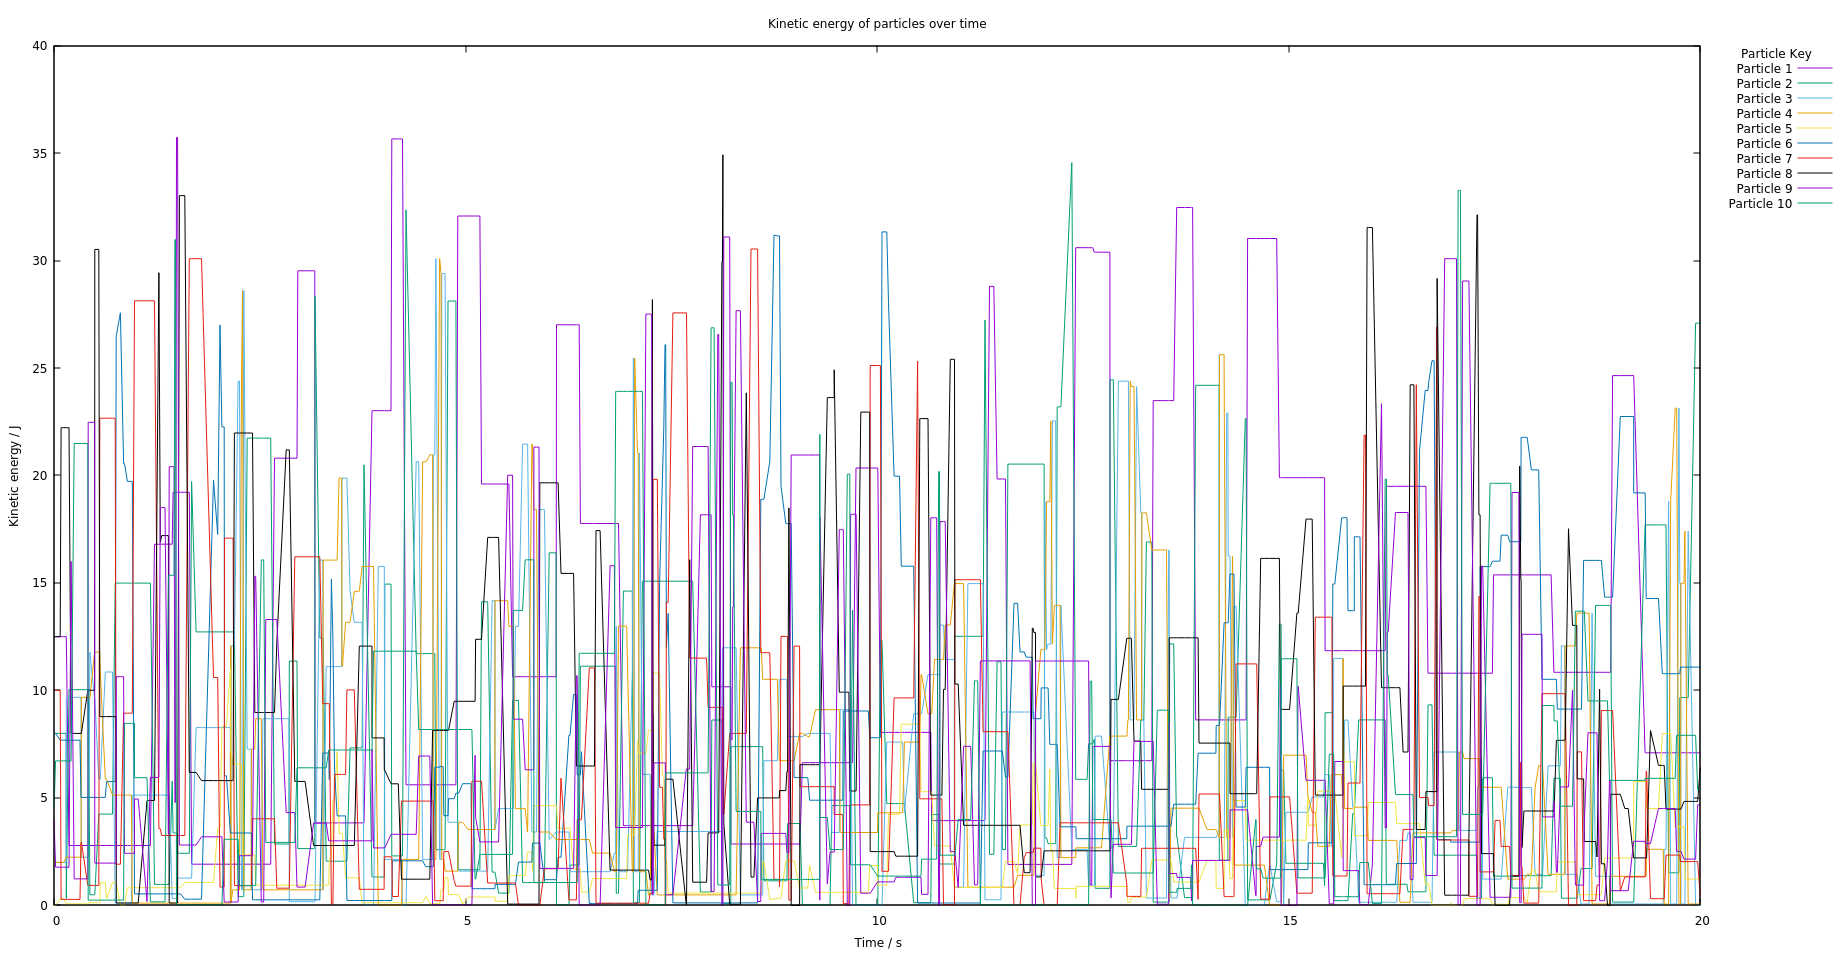 Kinetic energy of particles over time
Kinetic energy / J
40
35
30
25
20
15
10
5
0
0
5
10
15
20
Time / s
Particle Key
Particle 1
Particle 2
Particle 3
Particle 4
Particle 5
Particle 6
Particle 7
Particle 8
Particle 9
Particle 10